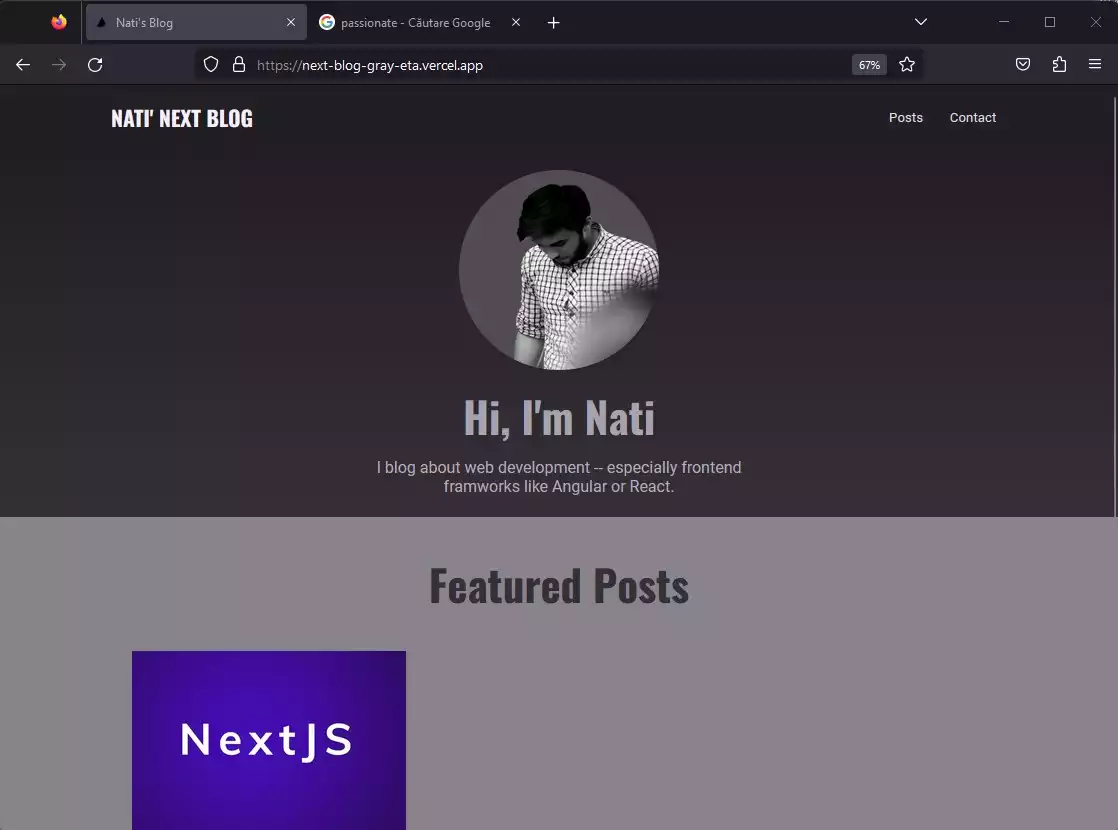 Nati's Blog
passionate - Căutare Google
https://next-blog-gray-eta.vercel.app
67%
NATI' NEXT BLOG
Posts
Contact
Hi, I'm Nati
I blog about web development -- especially frontend
framworks like Angular or React.
Featured Posts
NextJS